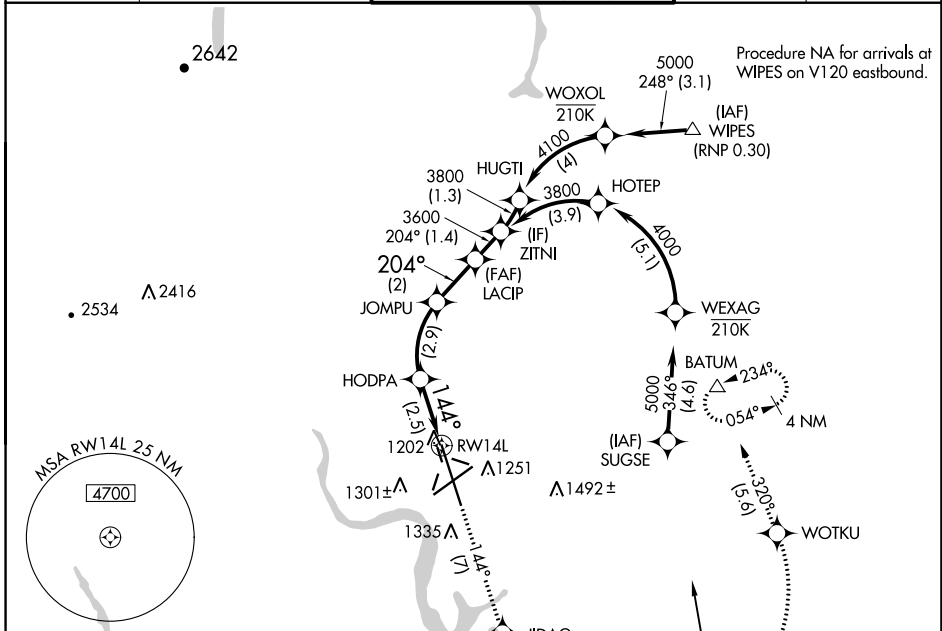 2642
Procedure NA for arrivals at
WIPES on V120 eastbound.
5000
248° (3.1)
WOXOL
210K
(IAF)
WIPES
(RNP 0.30)
4100
(4)
HUGTI
3800
(1.3)
HOTEP
3800
(3.9)
3600
204° (1.4)
(IF)
ZITNI
4000
(5.1)
204°
(2)
(FAF)
LACIP
2416
2534
JOMPU
WEXAG
210K
(2.9)
BATUM
234°
HODPA
144°
(2.5)
5000
346°
(4.6)
054°
4 NM
(IAF)
SUGSE
1202
RW14L
MSA RW14L 25 NM
4700
1251
1301±
1492±
320°
(5.6)
1335
WOTKU
144°
(7)